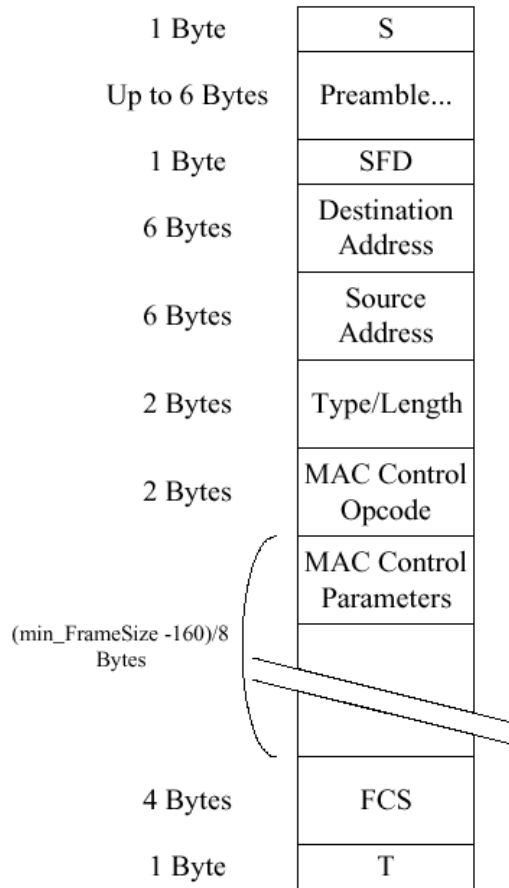 1 Byte S
Up to 6 Bytes Preamble...
1 Byte SFD
6 Bytes Destination
Address
6 Bytes Source
Address
2 Bytes Type/Length
2 Bytes MAC Control
Opcode
MAC Control
Parameters
(min_FrameSize -160)/8
Bytes
4 Bytes FCS
1 Byte T